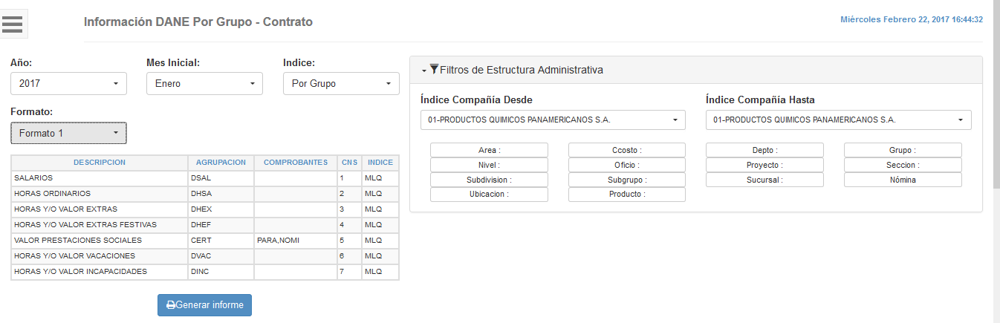 Información DANE Por Grupo - Contrato
Miércoles Febrero 22, 2017 16:44:32
Año:
Mes Inicial:
Indice:
2017
Enero
Por Grupo
Formato:
Formato 1
DESCRIPCION AGRUPACION COMPROBANTES CNS INDICE
SALARIOS DSAL 1 MLQ
HORAS ORDINARIOS DHSA 2 MLQ
HORAS Y/O VALOR EXTRAS DHEX 3 MLQ
HORAS Y/O VALOR EXTRAS FESTIVAS DHEF 4 MLQ
VALOR PRESTACIONES SOCIALES CERT PARA,NOMI 5 MLQ
HORAS Y/O VALOR VACACIONES DVAC 6 MLQ
HORAS Y/O VALOR INCAPACIDADES DINC 7 MLQ
Generar informe
Filtros de Estructura Administrativa
Índice Compañía Desde
Índice Compañía Hasta
01-PRODUCTOS QUIMICOS PANAMERICANOS S.A.
01-PRODUCTOS QUIMICOS PANAMERICANOS S.A.
Area : Ccosto : Depto : Grupo :
Nivel : Oficio : Proyecto : Seccion :
Subdivision : Subgrupo : Sucursal : Nómina
Ubicacion : Producto :